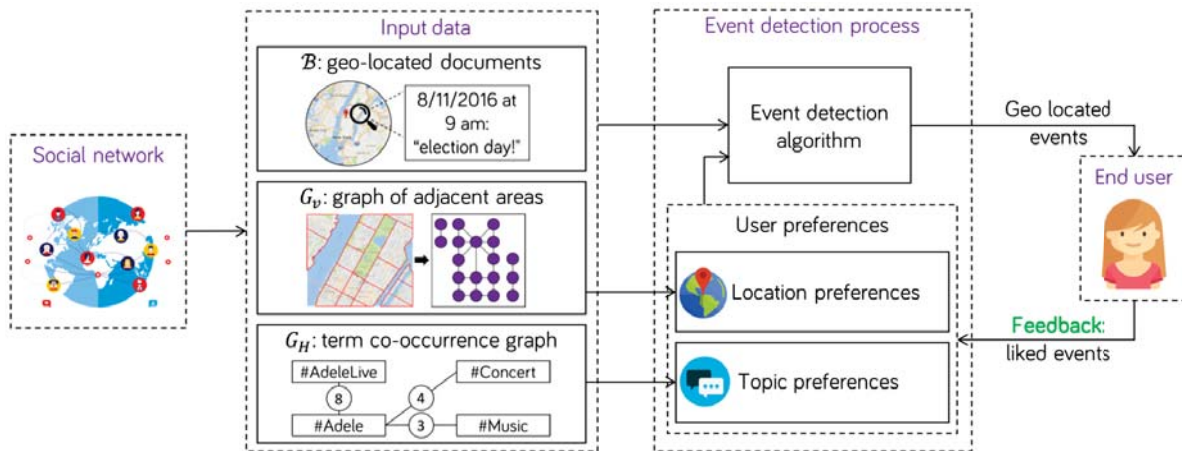 Social network
Input data
ℬ: geo-located documents
8/11/2016 at
9 am:
“election day!”
G_v: graph of adjacent areas
G_H: term co-occurrence graph
#AdeleLive
#Concert
8
4
#Adele
3
#Music
Event detection process
Event detection
algorithm
User preferences
Location preferences
Topic preferences
Geo located
events
End user
Feedback:
liked events